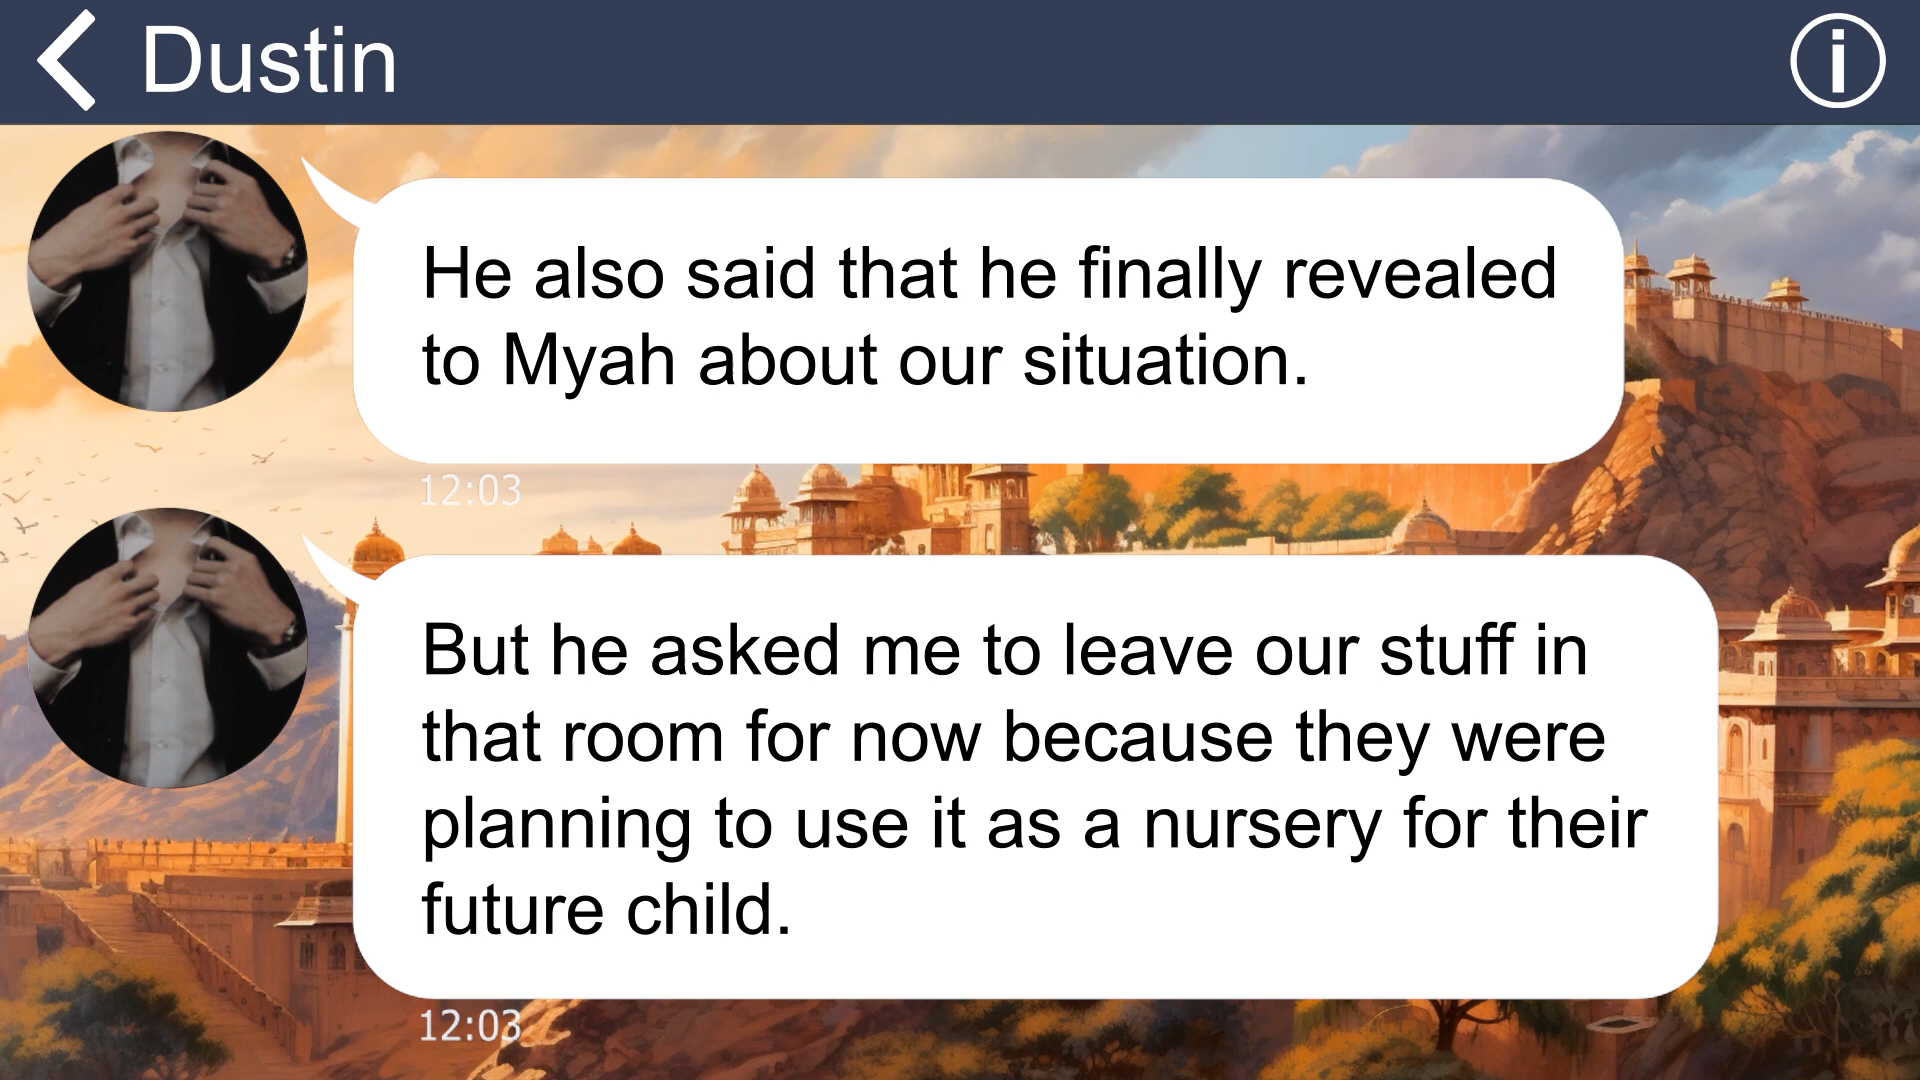 Dustin
He also said that he finally revealed
to Myah about our situation.
12:03
But he asked me to leave our stuff in
that room for now because they were
planning to use it as a nursery for their
future child.
12:03